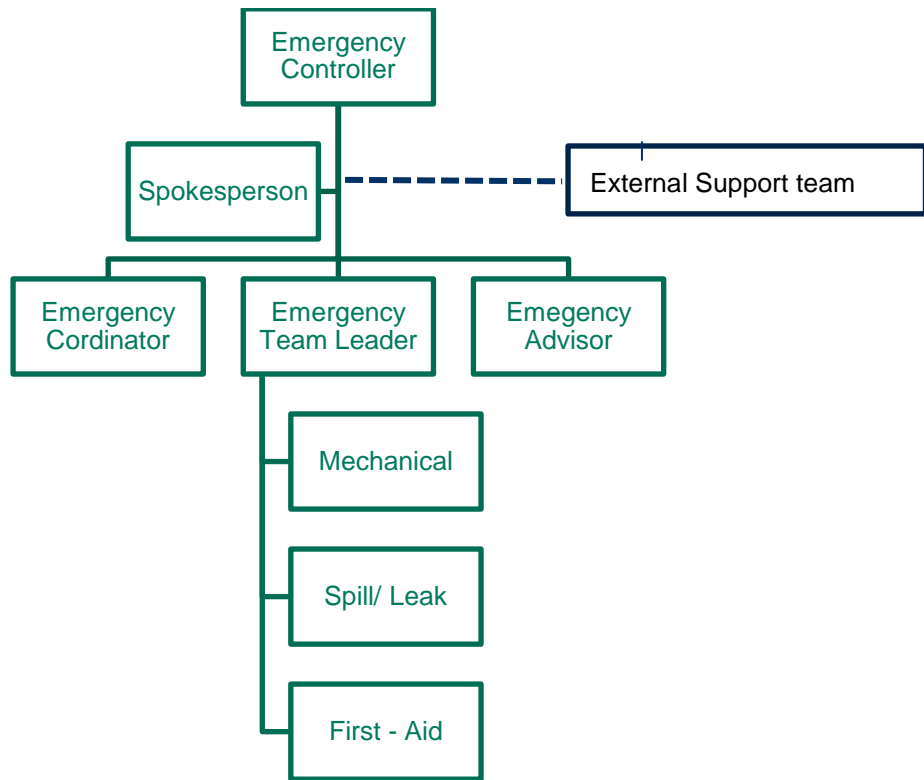 Emergency
Controller
Spokesperson
External Support team
Emergency
Cordinator
Emergency
Team Leader
Emegency
Advisor
Mechanical
Spill/ Leak
First - Aid